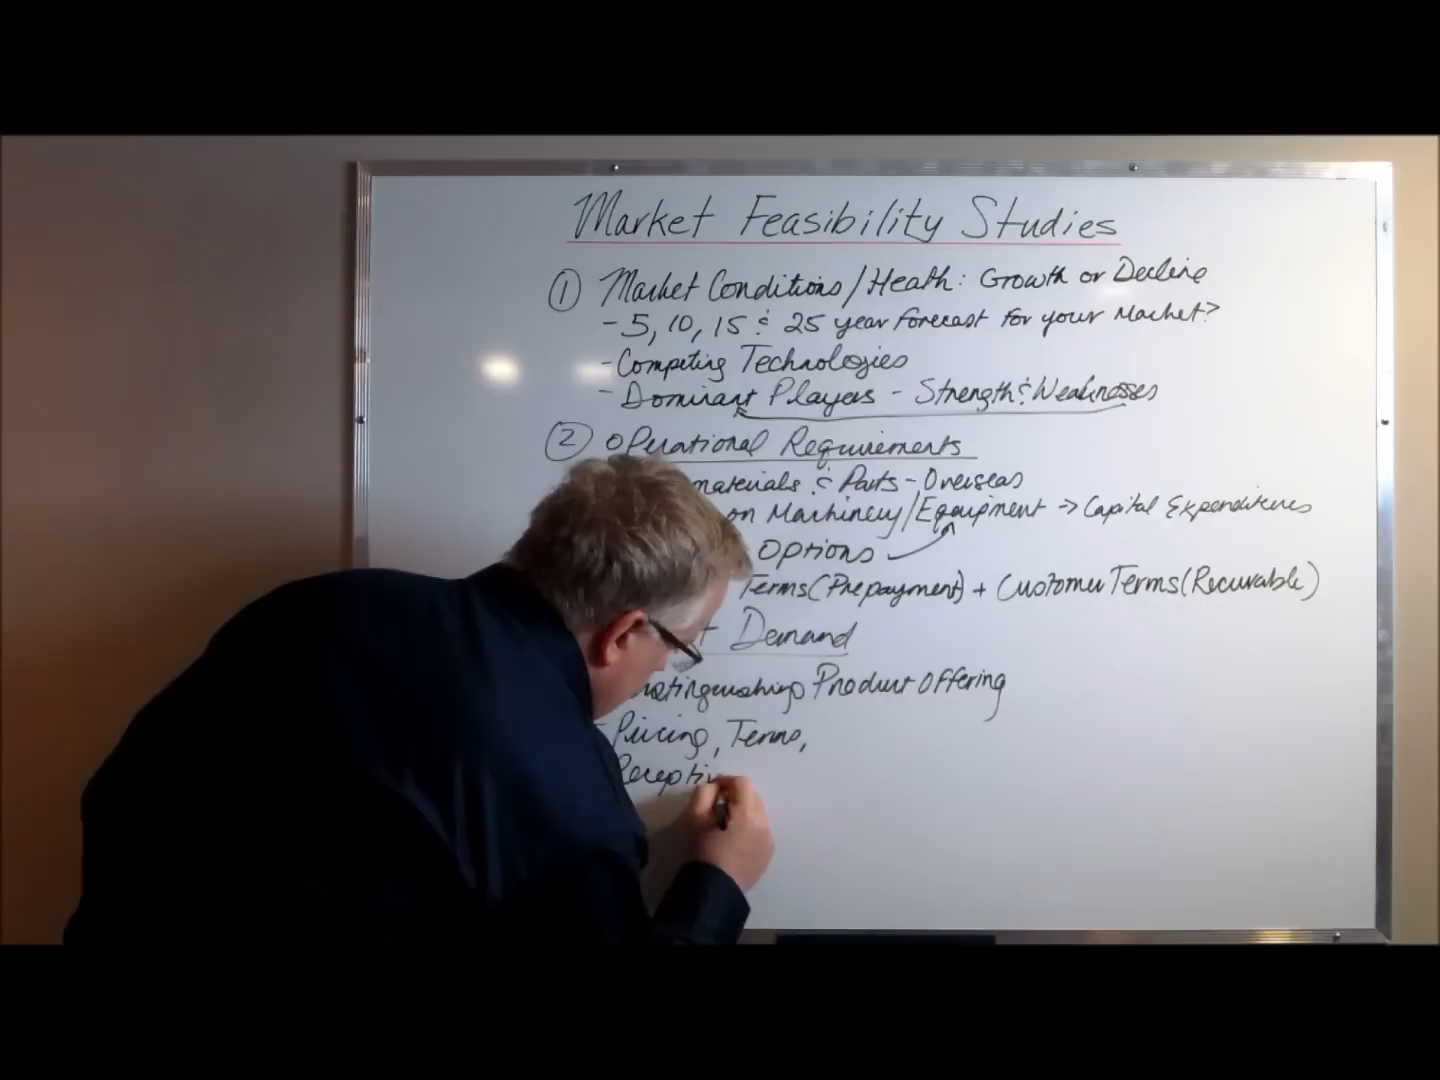 Market Feasibility Studies
① Market Conditions/Health: Growth or Decline
- 5, 10, 15 & 25 year forecast for your Market?
- Competing Technologies
- Dominant Players - Strength & Weaknesses
② Operational Requirements
materials & Parts - Overseas
on Machinery/Equipment → Capital Expenditures
Options
Terms (Prepayment) + Customer Terms (Receivable)
t Demand
Product Offering
- Pricing, Terms,